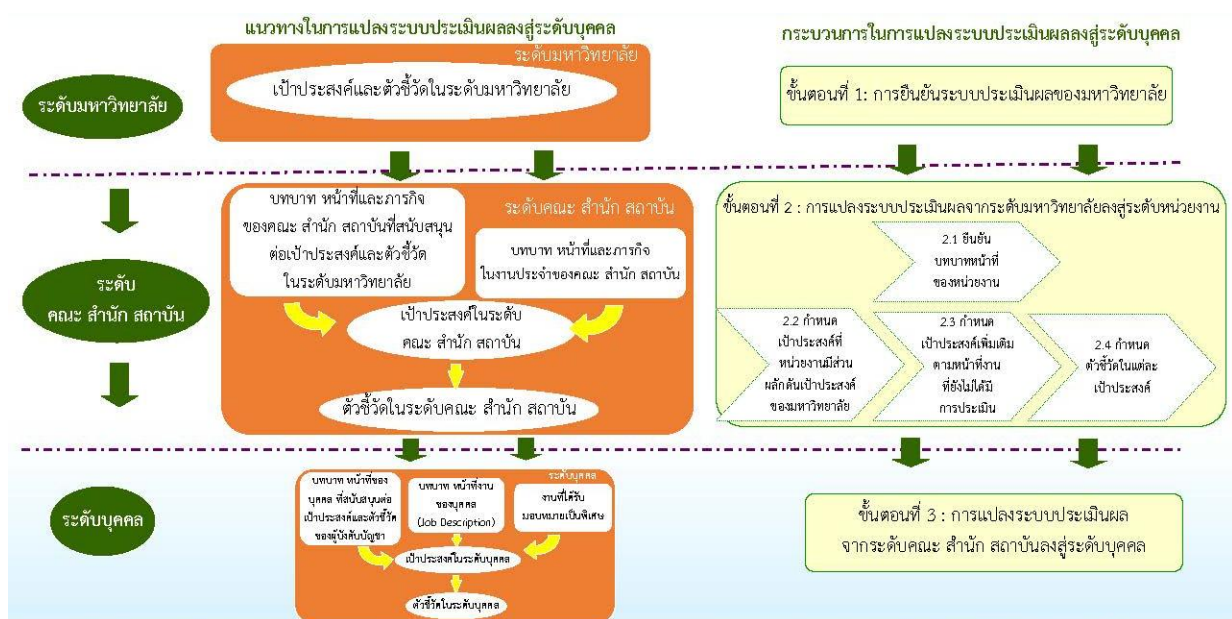 แนวทางในการแปลงระบบประเมินผลลงสู่ระดับบุคคล
กระบวนการในการแปลงระบบประเมินผลลงสู่ระดับบุคคล
ระดับมหาวิทยาลัย
ระดับมหาวิทยาลัย
เป้าประสงค์และตัวชี้วัดในระดับมหาวิทยาลัย
ขั้นตอนที่ 1: การยืนยันระบบประเมินผลของมหาวิทยาลัย
ระดับ
คณะ สำนัก สถาบัน
บทบาท หน้าที่และภารกิจ
ของคณะ สำนัก สถาบันที่สนับสนุน
ต่อเป้าประสงค์และตัวชี้วัด
ในระดับมหาวิทยาลัย
ระดับคณะ สำนัก สถาบัน
บทบาท หน้าที่และภารกิจ
ในงานประจำของคณะ สำนัก สถาบัน
เป้าประสงค์ในระดับ
คณะ สำนัก สถาบัน
ตัวชี้วัดในระดับคณะ สำนัก สถาบัน
ขั้นตอนที่ 2 : การแปลงระบบประเมินผลจากระดับมหาวิทยาลัยลงสู่ระดับหน่วยงาน
2.1 ยืนยัน
บทบาทหน้าที่
ของหน่วยงาน
2.2 กำหนด
เป้าประสงค์ที่
หน่วยงานมีส่วน
ผลักดันเป้าประสงค์
ของมหาวิทยาลัย
2.3 กำหนด
เป้าประสงค์เพิ่มเติม
ตามหน้าที่งาน
ที่ยังไม่ได้มี
การประเมิน
2.4 กำหนด
ตัวชี้วัดในแต่ละ
เป้าประสงค์
ระดับบุคคล
ระดับบุคคล
บทบาท หน้าที่ของ
บุคคล ที่สนับสนุนต่อ
เป้าประสงค์และตัวชี้วัด
ของผู้บังคับบัญชา
บทบาท หน้าที่งาน
ของบุคคล
(Job Description)
งานที่ได้รับ
มอบหมายเป็นพิเศษ
เป้าประสงค์ในระดับบุคคล
ตัวชี้วัดในระดับบุคคล
ขั้นตอนที่ 3 : การแปลงระบบประเมินผล
จากระดับคณะ สำนัก สถาบันลงสู่ระดับบุคคล